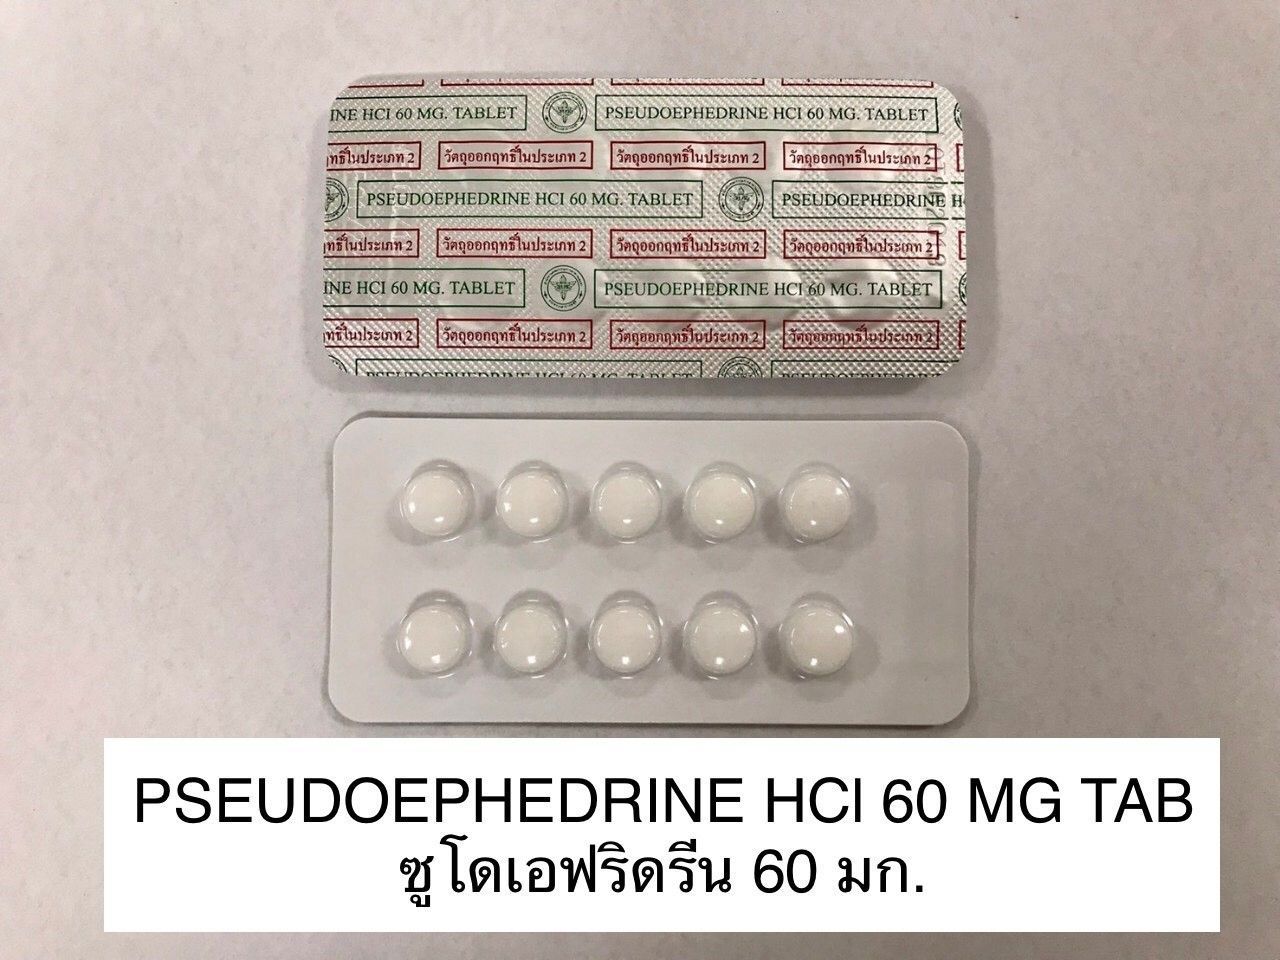 INE HCl 60 MG. TABLET PSEUDOEPHEDRINE HCl 60 MG. TABLET
วัตถุออกฤทธิ์ในประเภท 2 วัตถุออกฤทธิ์ในประเภท 2 วัตถุออกฤทธิ์ในประเภท 2
PSEUDOEPHEDRINE HCl 60 MG. TABLET PSEUDOEPHEDRINE H
วัตถุออกฤทธิ์ในประเภท 2 วัตถุออกฤทธิ์ในประเภท 2 วัตถุออกฤทธิ์ในประเภท 2
INE HCl 60 MG. TABLET PSEUDOEPHEDRINE HCl 60 MG. TABLET
วัตถุออกฤทธิ์ในประเภท 2 วัตถุออกฤทธิ์ในประเภท 2 วัตถุออกฤทธิ์ในประเภท 2
PSEUDOEPHEDRINE HCl 60 MG. TABLET PSEUDOEPHEDRINE
PSEUDOEPHEDRINE HCl 60 MG TAB
ซูโดเอฟริดรีน 60 มก.